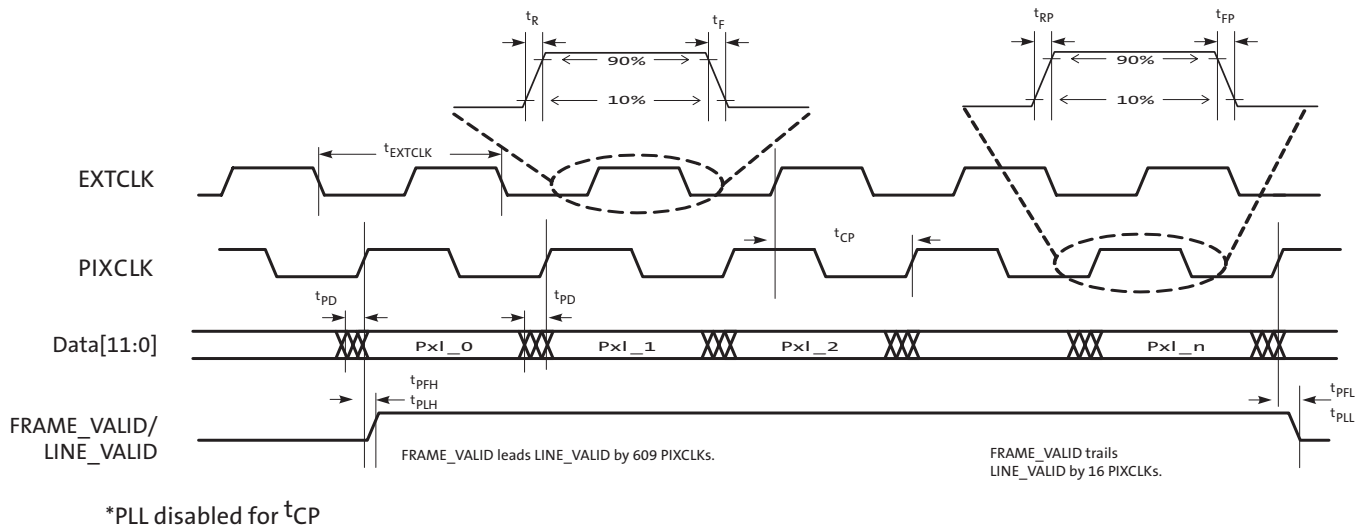 tR
tF
tRP
tFP
90%
90%
10%
10%
tEXTCLK
EXTCLK
tCP
PIXCLK
tPD
tPD
Data[11:0]
Pxl_0
Pxl_1
Pxl_2
Pxl_n
tPFH
tPLH
tPFL
tPLL
FRAME_VALID/
LINE_VALID
FRAME_VALID leads LINE_VALID by 609 PIXCLKs.
FRAME_VALID trails
LINE_VALID by 16 PIXCLKs.
*PLL disabled for tCP